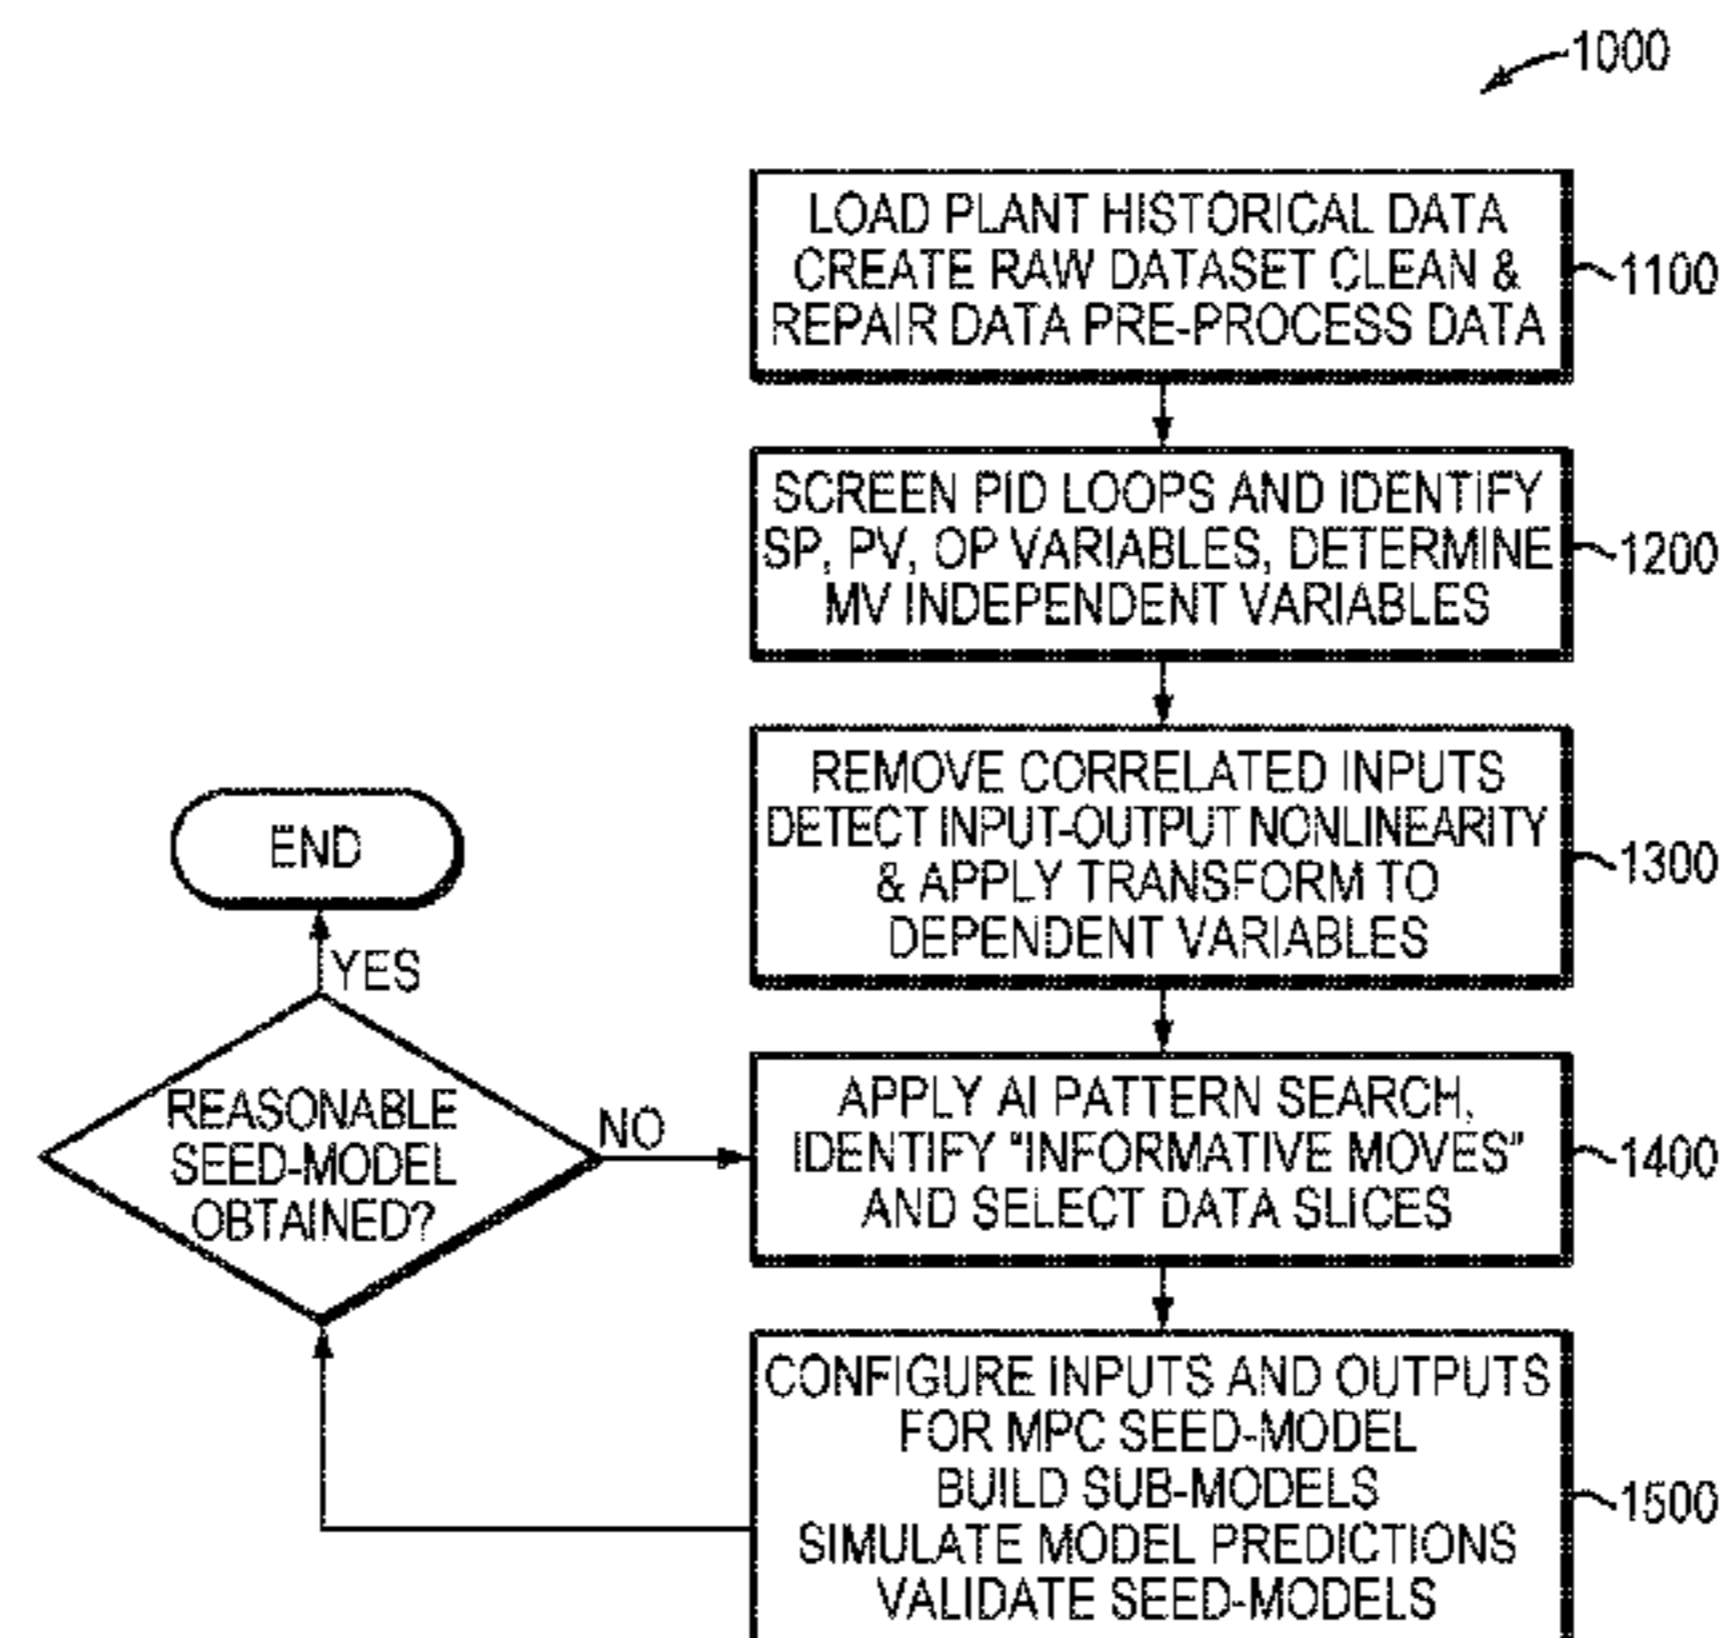 1000
LOAD PLANT HISTORICAL DATA
CREATE RAW DATASET CLEAN &
REPAIR DATA PRE-PROCESS DATA
1100
SCREEN PID LOOPS AND IDENTIFY
SP, PV, OP VARIABLES, DETERMINE
MV INDEPENDENT VARIABLES
1200
REMOVE CORRELATED INPUTS
DETECT INPUT-OUTPUT NONLINEARITY
& APPLY TRANSFORM TO
DEPENDENT VARIABLES
1300
END
YES
REASONABLE
SEED-MODEL
OBTAINED?
NO
APPLY AI PATTERN SEARCH,
IDENTIFY "INFORMATIVE MOVES"
AND SELECT DATA SLICES
1400
CONFIGURE INPUTS AND OUTPUTS
FOR MPC SEED-MODEL
BUILD SUB-MODELS
SIMULATE MODEL PREDICTIONS
VALIDATE SEED-MODELS
1500